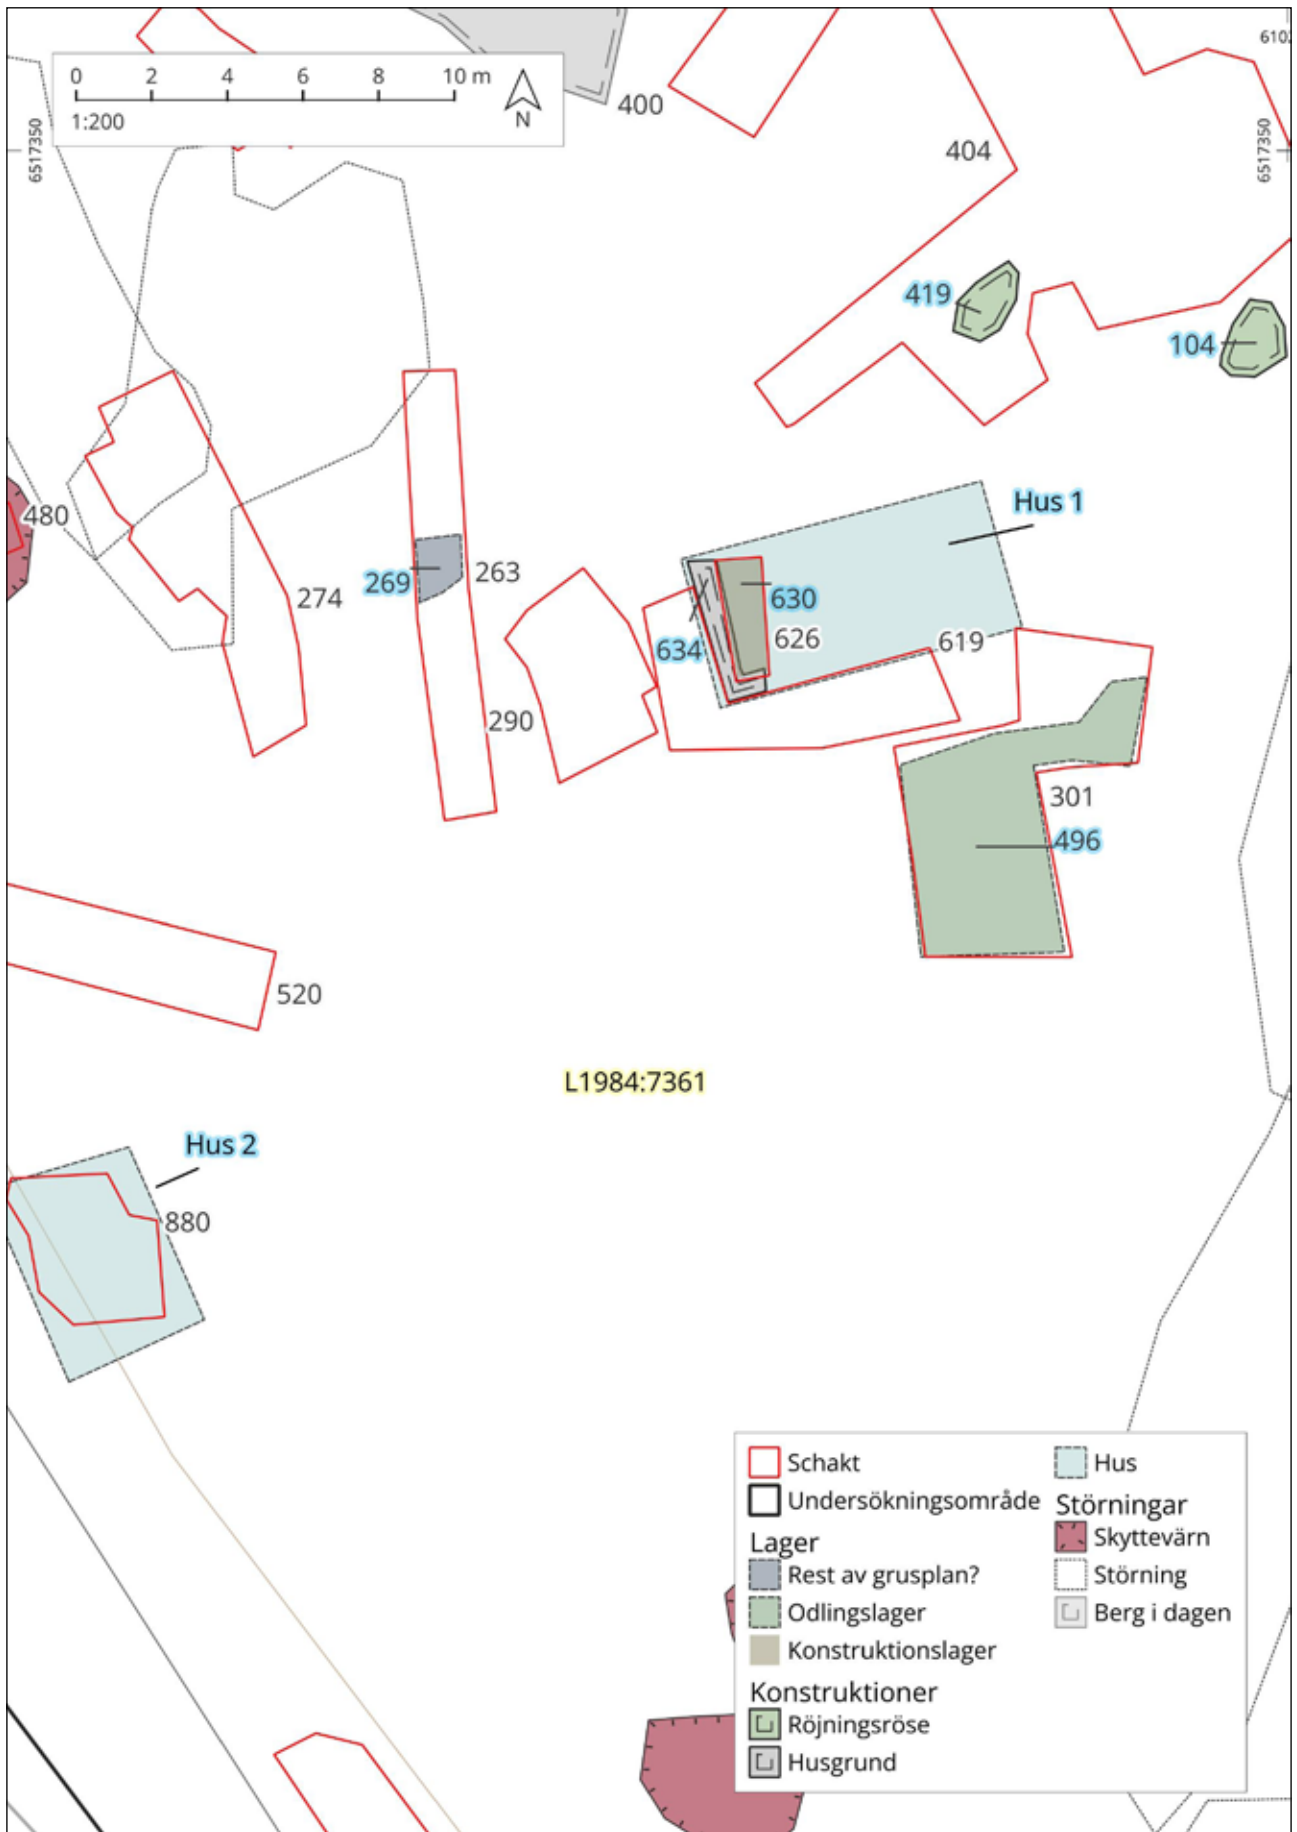 6102
0 2 4 6 8 10 m
N
1:200
400
404
6517350
6517350
419
104
Hus 1
480
269
263
274
630
634
626
619
290
301
496
520
L1984:7361
Hus 2
880
Schakt
Undersökningsområde
Lager
Rest av grusplan?
Odlingslager
Konstruktionslager
Konstruktioner
Röjningsröse
Husgrund
Hus
Störningar
Skyttevärn
Störning
Berg i dagen